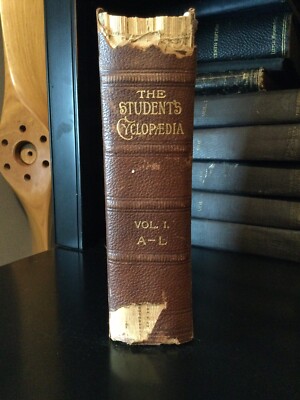 THE
STUDENT'S
CYCLOPÆDIA
VOL. I.
A–L